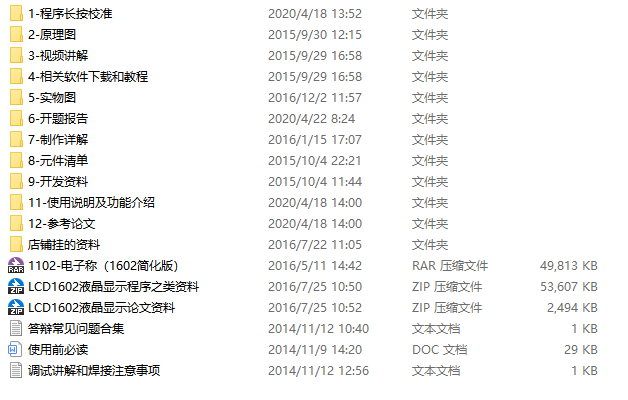 1-程序长按校准 2020/4/18 13:52 文件夹
2-原理图 2015/9/30 12:15 文件夹
3-视频讲解 2015/9/29 16:58 文件夹
4-相关软件下载和教程 2015/9/29 16:58 文件夹
5-实物图 2016/12/2 11:57 文件夹
6-开题报告 2020/4/22 8:24 文件夹
7-制作详解 2016/1/15 17:07 文件夹
8-元件清单 2015/10/4 22:21 文件夹
9-开发资料 2015/10/4 11:44 文件夹
11-使用说明及功能介绍 2020/4/18 14:00 文件夹
12-参考论文 2020/4/18 14:00 文件夹
店铺挂的资料 2016/7/22 11:05 文件夹
RAR 1102-电子称（1602简化版） 2016/5/11 14:42 RAR 压缩文件 49,813 KB
ZIP LCD1602液晶显示程序之类资料 2016/7/25 10:50 ZIP 压缩文件 53,607 KB
ZIP LCD1602液晶显示论文资料 2016/7/25 10:52 ZIP 压缩文件 2,494 KB
答辩常见问题合集 2014/11/12 10:40 文本文档 1 KB
使用前必读 2014/11/9 14:20 DOC 文档 29 KB
调试讲解和焊接注意事项 2014/11/12 12:56 文本文档 1 KB